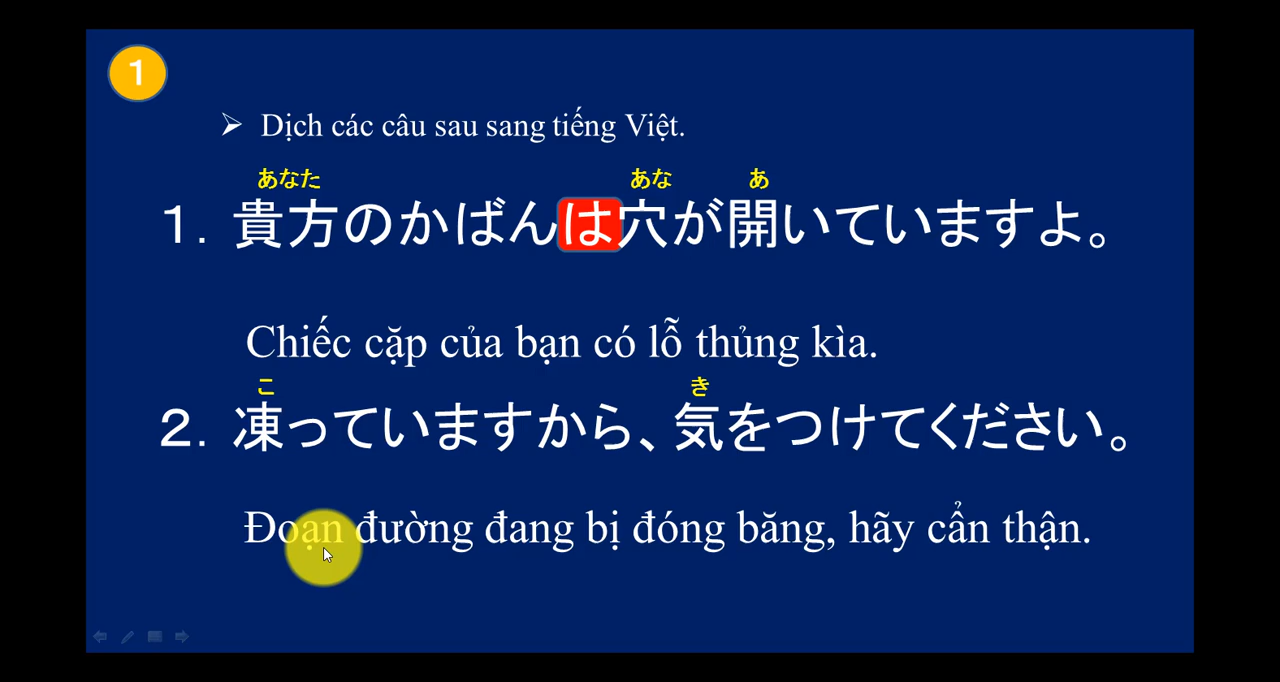 1
➢ Dịch các câu sau sang tiếng Việt.
あなた あな あ
１．貴方のかばんは穴が開いていますよ。
Chiếc cặp của bạn có lỗ thủng kìa.
こ き
２．凍っていますから、気をつけてください。
Đoạn đường đang bị đóng băng, hãy cẩn thận.